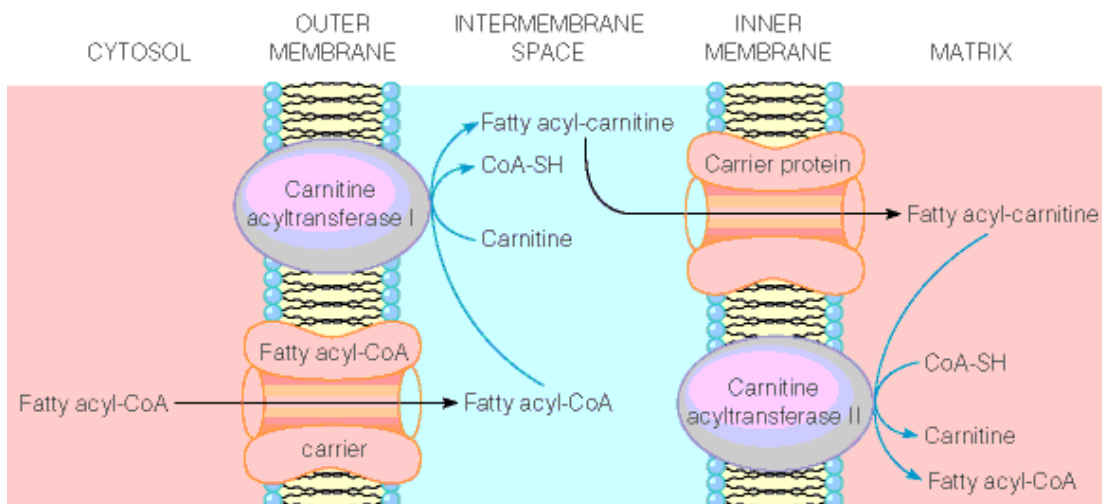 CYTOSOL
OUTER
MEMBRANE
INTERMEMBRANE
SPACE
INNER
MEMBRANE
MATRIX
Fatty acyl-carnitine
CoA-SH
Carnitine
Carnitine
acyltransferase I
Carrier protein
Fatty acyl-carnitine
Fatty acyl-CoA
Fatty acyl-CoA
carrier
Fatty acyl-CoA
Carnitine
acyltransferase II
CoA-SH
Carnitine
Fatty acyl-CoA